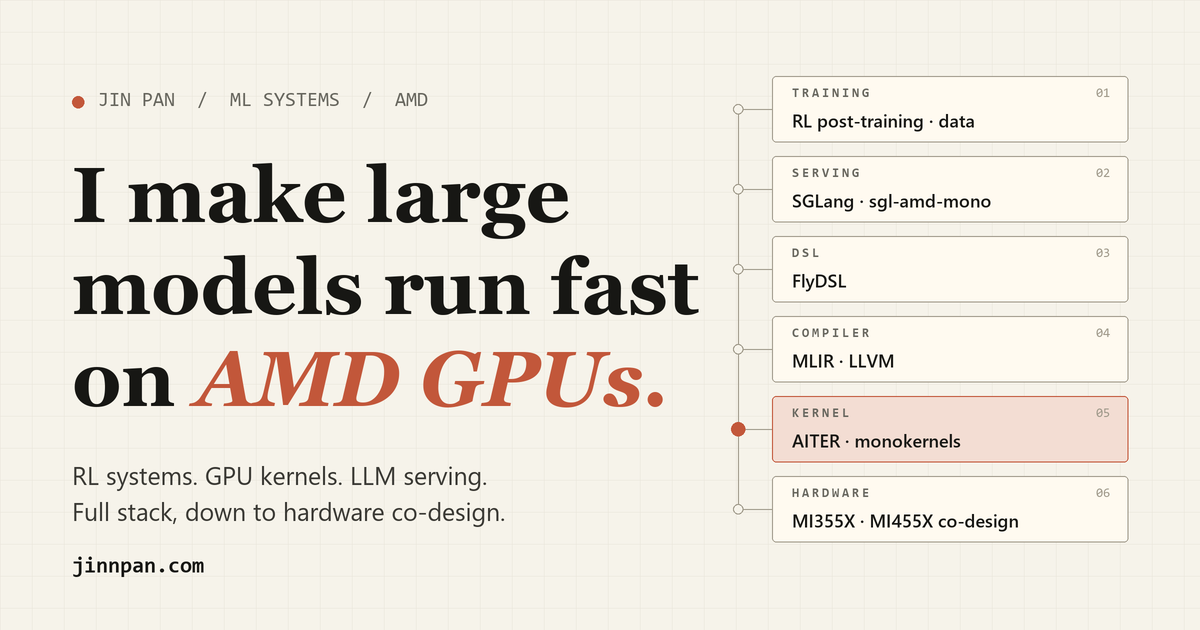 JIN PAN / ML SYSTEMS / AMD
I make large
models run fast
on AMD GPUs.
RL systems. GPU kernels. LLM serving.
Full stack, down to hardware co-design.
jinnpan.com
TRAINING 01
RL post-training · data
SERVING 02
SGLang · sgl-amd-mono
DSL 03
FlyDSL
COMPILER 04
MLIR · LLVM
KERNEL 05
AITER · monokernels
HARDWARE 06
MI355X · MI455X co-design